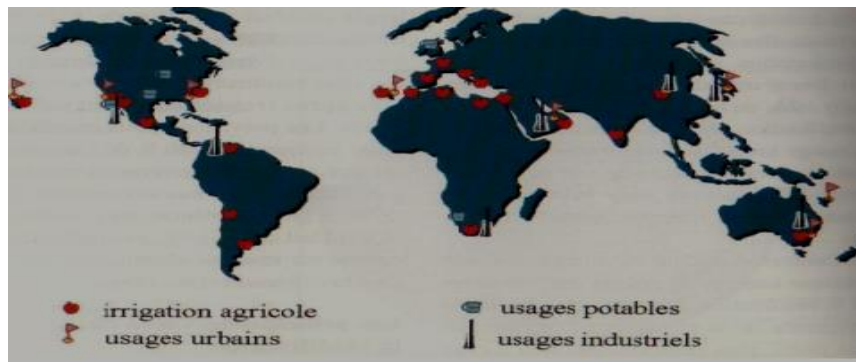 irrigation agricole
usages urbains
usages potables
usages industriels